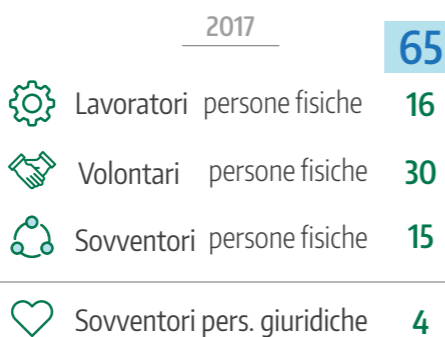 2017
65
Lavoratori persone fisiche 16
Volontari persone fisiche 30
Sovventori persone fisiche 15
Sovventori pers. giuridiche 4